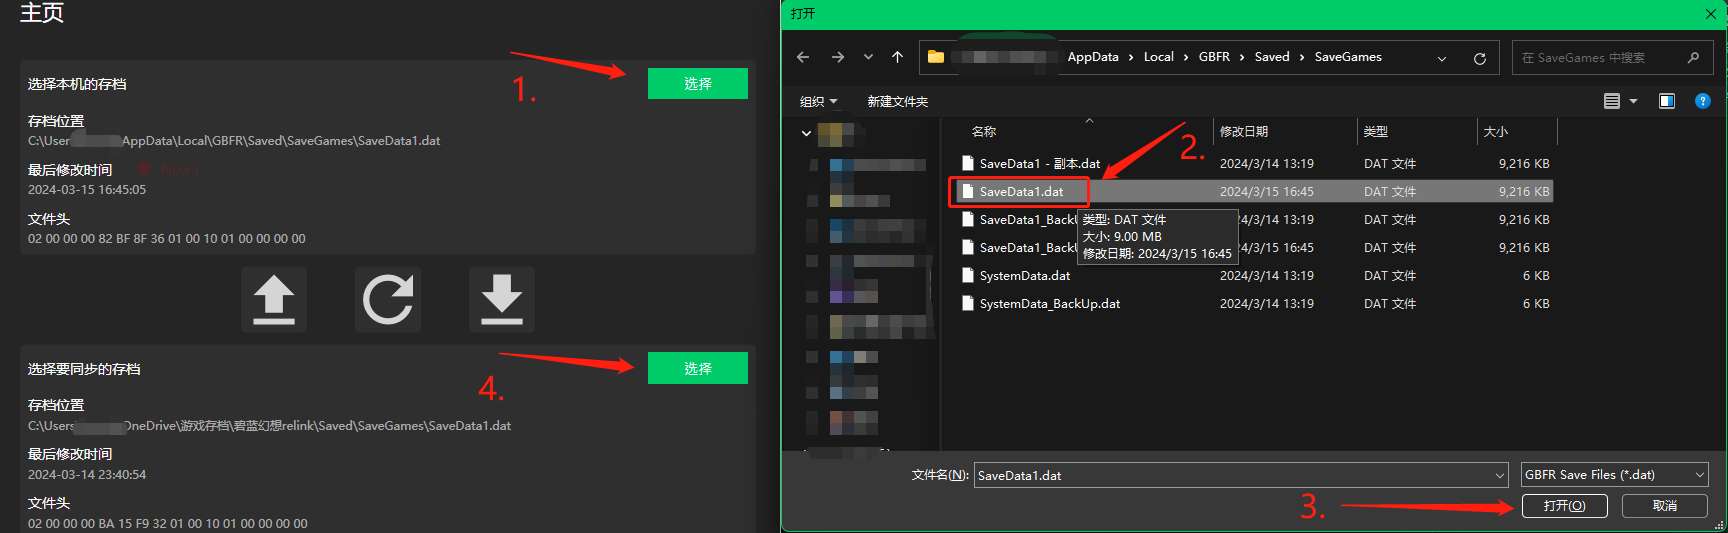 主页
选择本机的存档
选择
1.
存档位置
C:\User AppData\Local\GBFR\Saved\SaveGames\SaveData1.dat
最后修改时间
New !
2024-03-15 16:45:05
文件头
02 00 00 00 82 BF 8F 36 01 00 10 01 00 00 00 00
选择要同步的存档
选择
4.
存档位置
C:\Users OneDrive\游戏存档\碧蓝幻想relink\Saved\SaveGames\SaveData1.dat
最后修改时间
2024-03-14 23:40:54
文件头
02 00 00 00 BA 15 F9 32 01 00 10 01 00 00 00 00
打开
AppData › Local › GBFR › Saved › SaveGames
在 SaveGames 中搜索
组织
新建文件夹
名称 修改日期 类型 大小
2.
SaveData1 - 副本.dat 2024/3/14 13:19 DAT 文件 9,216 KB
SaveData1.dat 2024/3/15 16:45 DAT 文件 9,216 KB
SaveData1_Back 2024/3/14 13:19 DAT 文件 9,216 KB
SaveData1_Back 2024/3/15 16:45 DAT 文件 9,216 KB
类型: DAT 文件
大小: 9.00 MB
修改日期: 2024/3/15 16:45
SystemData.dat 2024/3/14 13:19 DAT 文件 6 KB
SystemData_BackUp.dat 2024/3/14 13:19 DAT 文件 6 KB
文件名(N): SaveData1.dat
GBFR Save Files (*.dat)
3.
打开(O)
取消